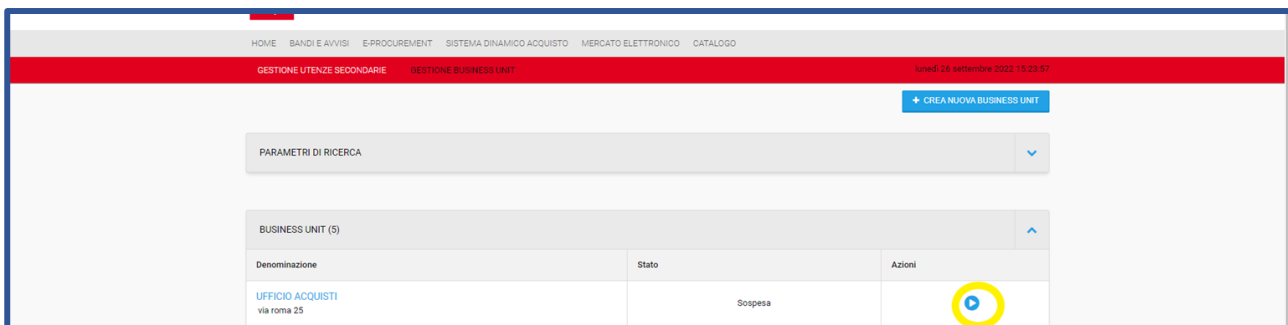 HOME BANDI E AVVISI E-PROCUREMENT SISTEMA DINAMICO ACQUISTO MERCATO ELETTRONICO CATALOGO
GESTIONE UTENZE SECONDARIE GESTIONE BUSINESS UNIT lunedì 26 settembre 2022 15:23:57
+ CREA NUOVA BUSINESS UNIT
PARAMETRI DI RICERCA
BUSINESS UNIT (5)
Denominazione Stato Azioni
UFFICIO ACQUISTI
via roma 25 Sospesa